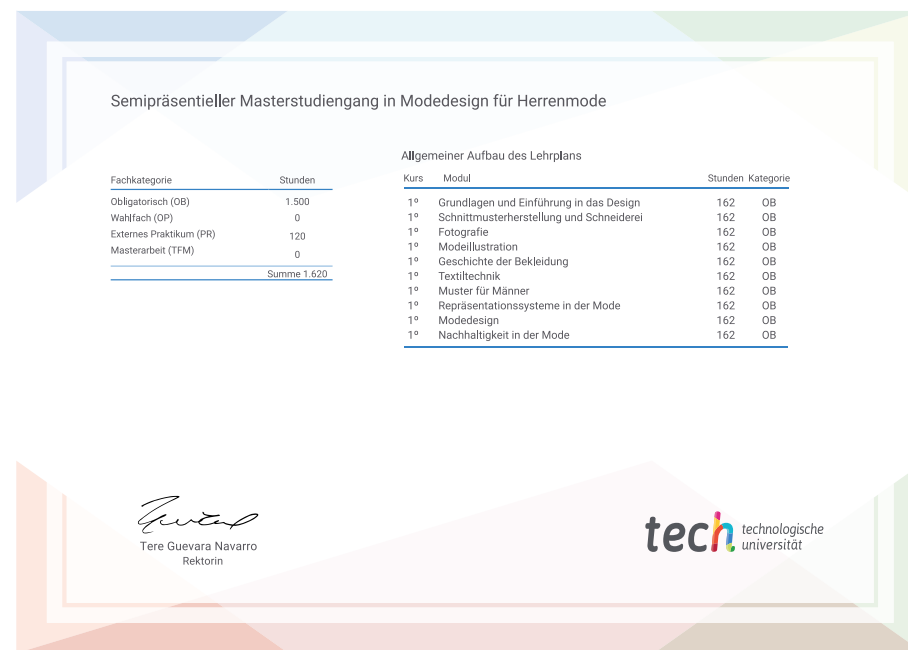 Semipräsentieller Masterstudiengang in Modedesign für Herrenmode
Fachkategorie Stunden
Obligatorisch (OB) 1.500
Wahlfach (OP) 0
Externes Praktikum (PR) 120
Masterarbeit (TFM) 0
Summe 1.620
Allgemeiner Aufbau des Lehrplans
Kurs Modul Stunden Kategorie
1º Grundlagen und Einführung in das Design 162 OB
1º Schnittmusterherstellung und Schneiderei 162 OB
1º Fotografie 162 OB
1º Modeillustration 162 OB
1º Geschichte der Bekleidung 162 OB
1º Textiltechnik 162 OB
1º Muster für Männer 162 OB
1º Repräsentationssysteme in der Mode 162 OB
1º Modedesign 162 OB
1º Nachhaltigkeit in der Mode 162 OB
Tere Guevara Navarro
Rektorin
tech technologische
universität